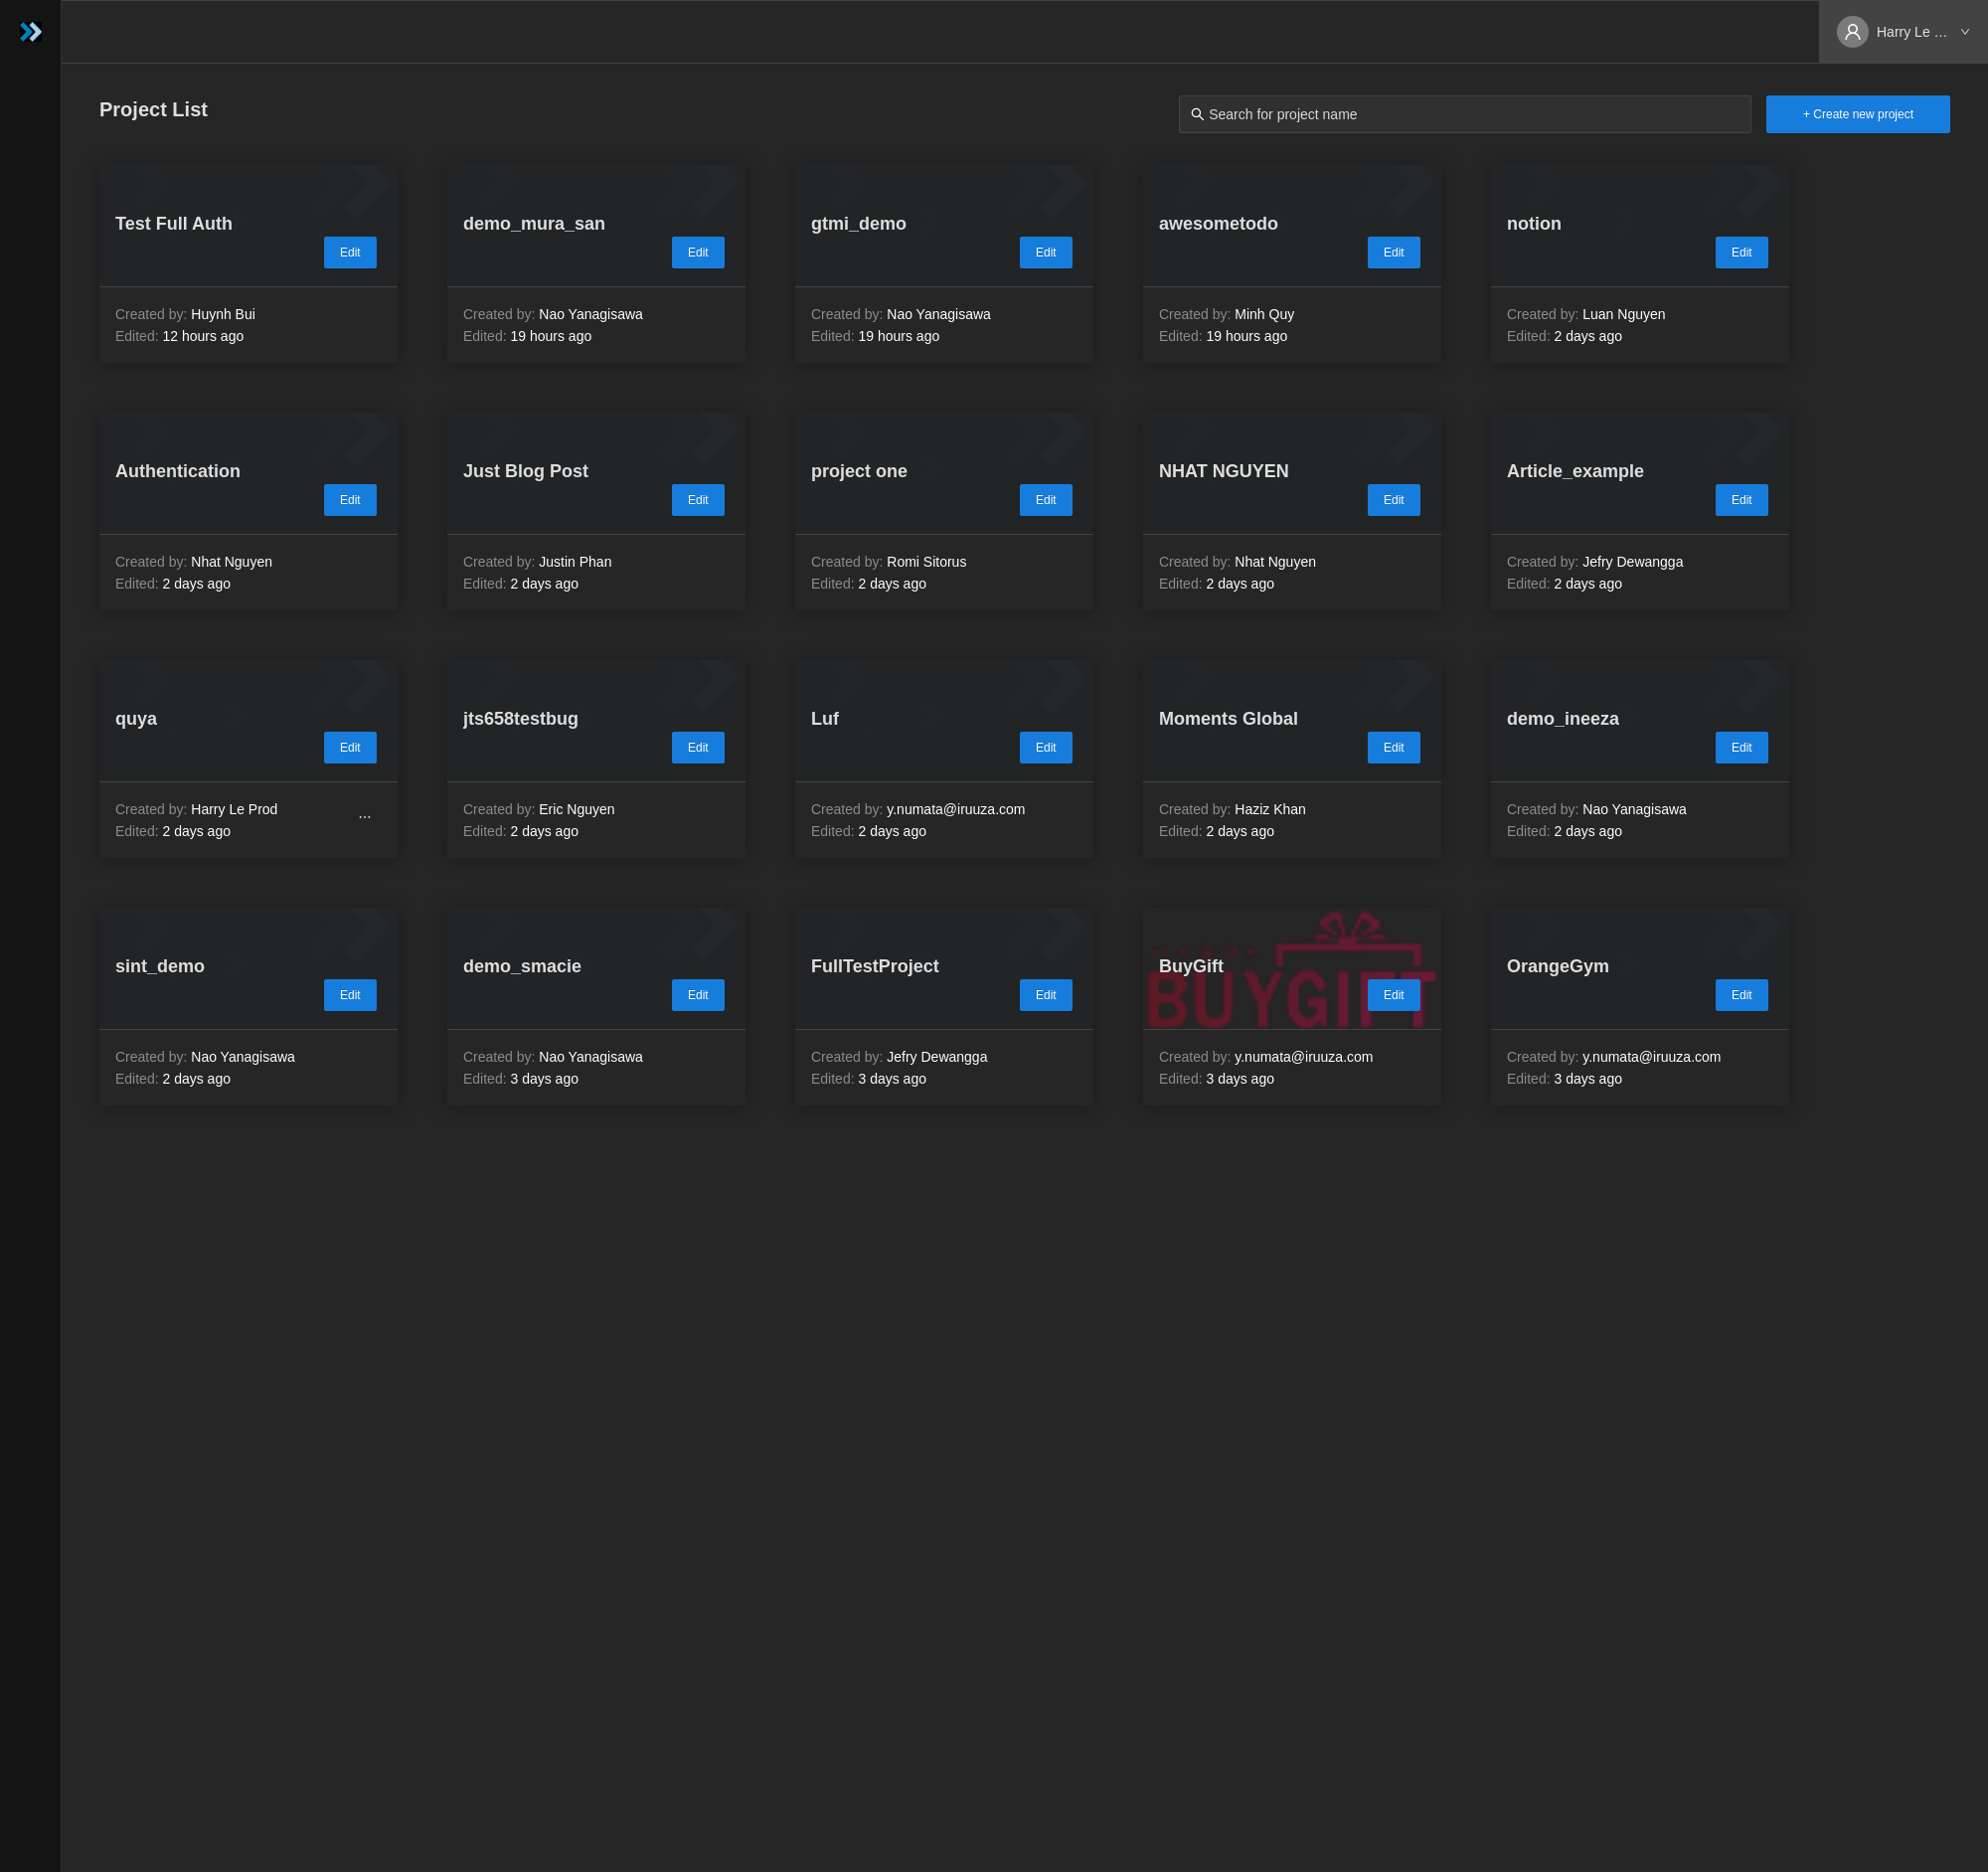 Harry Le ...
Project List
Search for project name
+ Create new project
Test Full Auth
Edit
Created by: Huynh Bui
Edited: 12 hours ago
demo_mura_san
Edit
Created by: Nao Yanagisawa
Edited: 19 hours ago
gtmi_demo
Edit
Created by: Nao Yanagisawa
Edited: 19 hours ago
awesometodo
Edit
Created by: Minh Quy
Edited: 19 hours ago
notion
Edit
Created by: Luan Nguyen
Edited: 2 days ago
Authentication
Edit
Created by: Nhat Nguyen
Edited: 2 days ago
Just Blog Post
Edit
Created by: Justin Phan
Edited: 2 days ago
project one
Edit
Created by: Romi Sitorus
Edited: 2 days ago
NHAT NGUYEN
Edit
Created by: Nhat Nguyen
Edited: 2 days ago
Article_example
Edit
Created by: Jefry Dewangga
Edited: 2 days ago
quya
Edit
Created by: Harry Le Prod
...
Edited: 2 days ago
jts658testbug
Edit
Created by: Eric Nguyen
Edited: 2 days ago
Luf
Edit
Created by: y.numata@iruuza.com
Edited: 2 days ago
Moments Global
Edit
Created by: Haziz Khan
Edited: 2 days ago
demo_ineeza
Edit
Created by: Nao Yanagisawa
Edited: 2 days ago
sint_demo
Edit
Created by: Nao Yanagisawa
Edited: 2 days ago
demo_smacie
Edit
Created by: Nao Yanagisawa
Edited: 3 days ago
FullTestProject
Edit
Created by: Jefry Dewangga
Edited: 3 days ago
BuyGift
BUYGIFT
Edit
Created by: y.numata@iruuza.com
Edited: 3 days ago
OrangeGym
Edit
Created by: y.numata@iruuza.com
Edited: 3 days ago